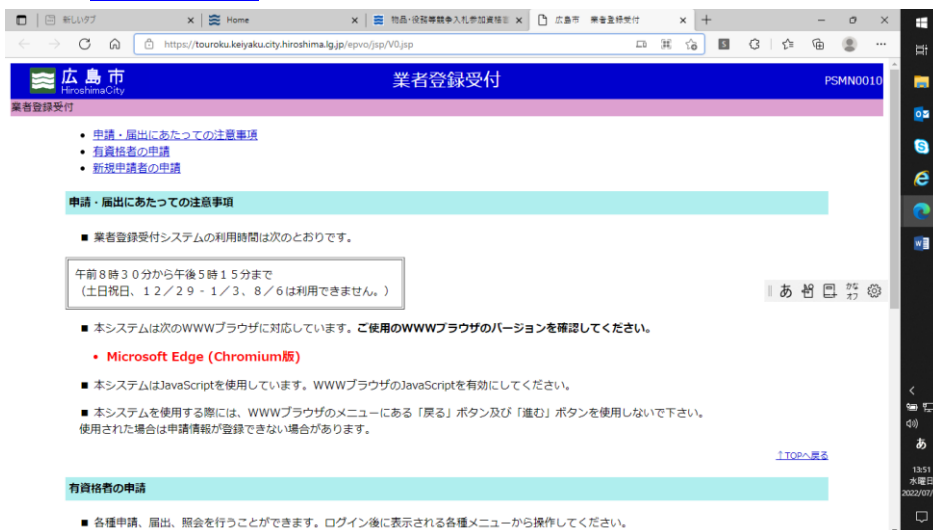 新しいタブ
Home
物品・役務等競争入札参加資格
広島市 業者登録受付
https://touroku.keiyaku.city.hiroshima.lg.jp/epvo/jsp/V0.jsp
広島市
HiroshimaCity
業者登録受付
PSMN0010
業者登録受付
• 申請・届出にあたっての注意事項
• 有資格者の申請
• 新規申請者の申請
申請・届出にあたっての注意事項
■ 業者登録受付システムの利用時間は次のとおりです。
午前8時30分から午後5時15分まで
（土日祝日、12/29 - 1/3、8/6は利用できません。）
あ
かな
オフ
■ 本システムは次のWWWブラウザに対応しています。ご使用のWWWブラウザのバージョンを確認してください。
• Microsoft Edge (Chromium版)
■ 本システムはJavaScriptを使用しています。WWWブラウザのJavaScriptを有効にしてください。
■ 本システムを使用する際には、WWWブラウザのメニューにある「戻る」ボタン及び「進む」ボタンを使用しないで下さい。
使用された場合は申請情報が登録できない場合があります。
↑TOPへ戻る
有資格者の申請
■ 各種申請、届出、照会を行うことができます。ログイン後に表示される各種メニューから操作してください。
あ
13:51
水曜日
2022/07/